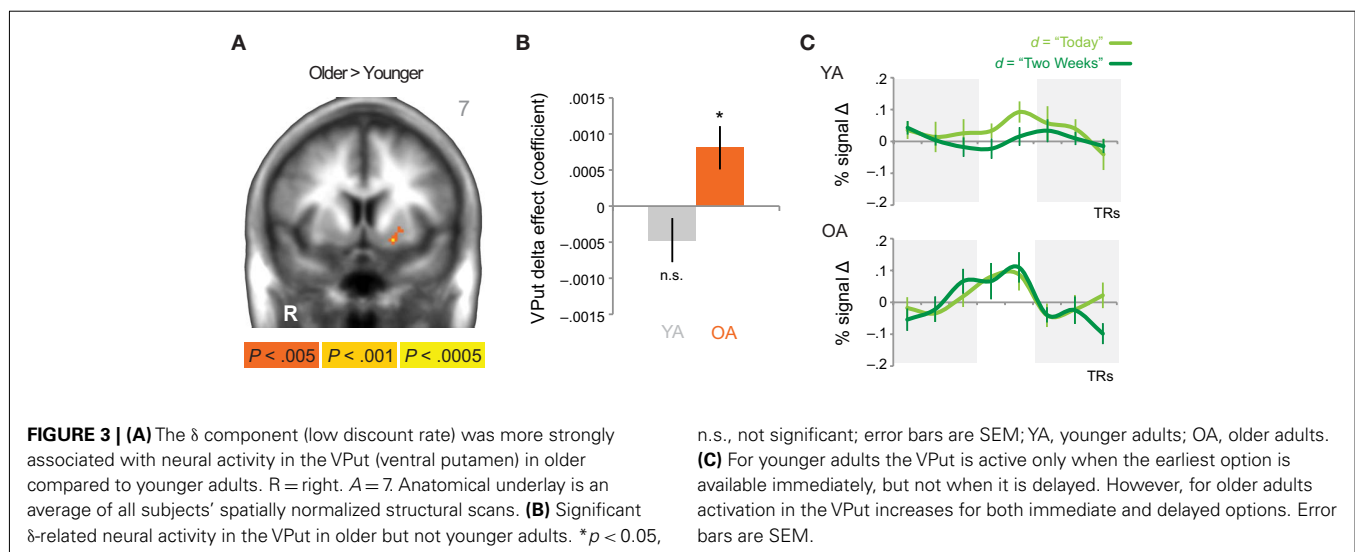 A
Older > Younger
7
R
P < .005 P < .001 P < .0005
B
VPut delta effect (coefficient)
.0015
.0010
.0005
0
–.0005
–.0010
–.0015
*
n.s.
YA
OA
C
d = “Today”
d = “Two Weeks”
YA
% signal Δ
.2
.1
0
–.1
–.2
TRs
OA
% signal Δ
.2
.1
0
–.1
–.2
TRs
FIGURE 3 | (A) The δ component (low discount rate) was more strongly
associated with neural activity in the VPut (ventral putamen) in older
compared to younger adults. R = right. A = 7. Anatomical underlay is an
average of all subjects’ spatially normalized structural scans. (B) Significant
δ-related neural activity in the VPut in older but not younger adults. *p < 0.05,
n.s., not significant; error bars are SEM; YA, younger adults; OA, older adults.
(C) For younger adults the VPut is active only when the earliest option is
available immediately, but not when it is delayed. However, for older adults
activation in the VPut increases for both immediate and delayed options. Error
bars are SEM.